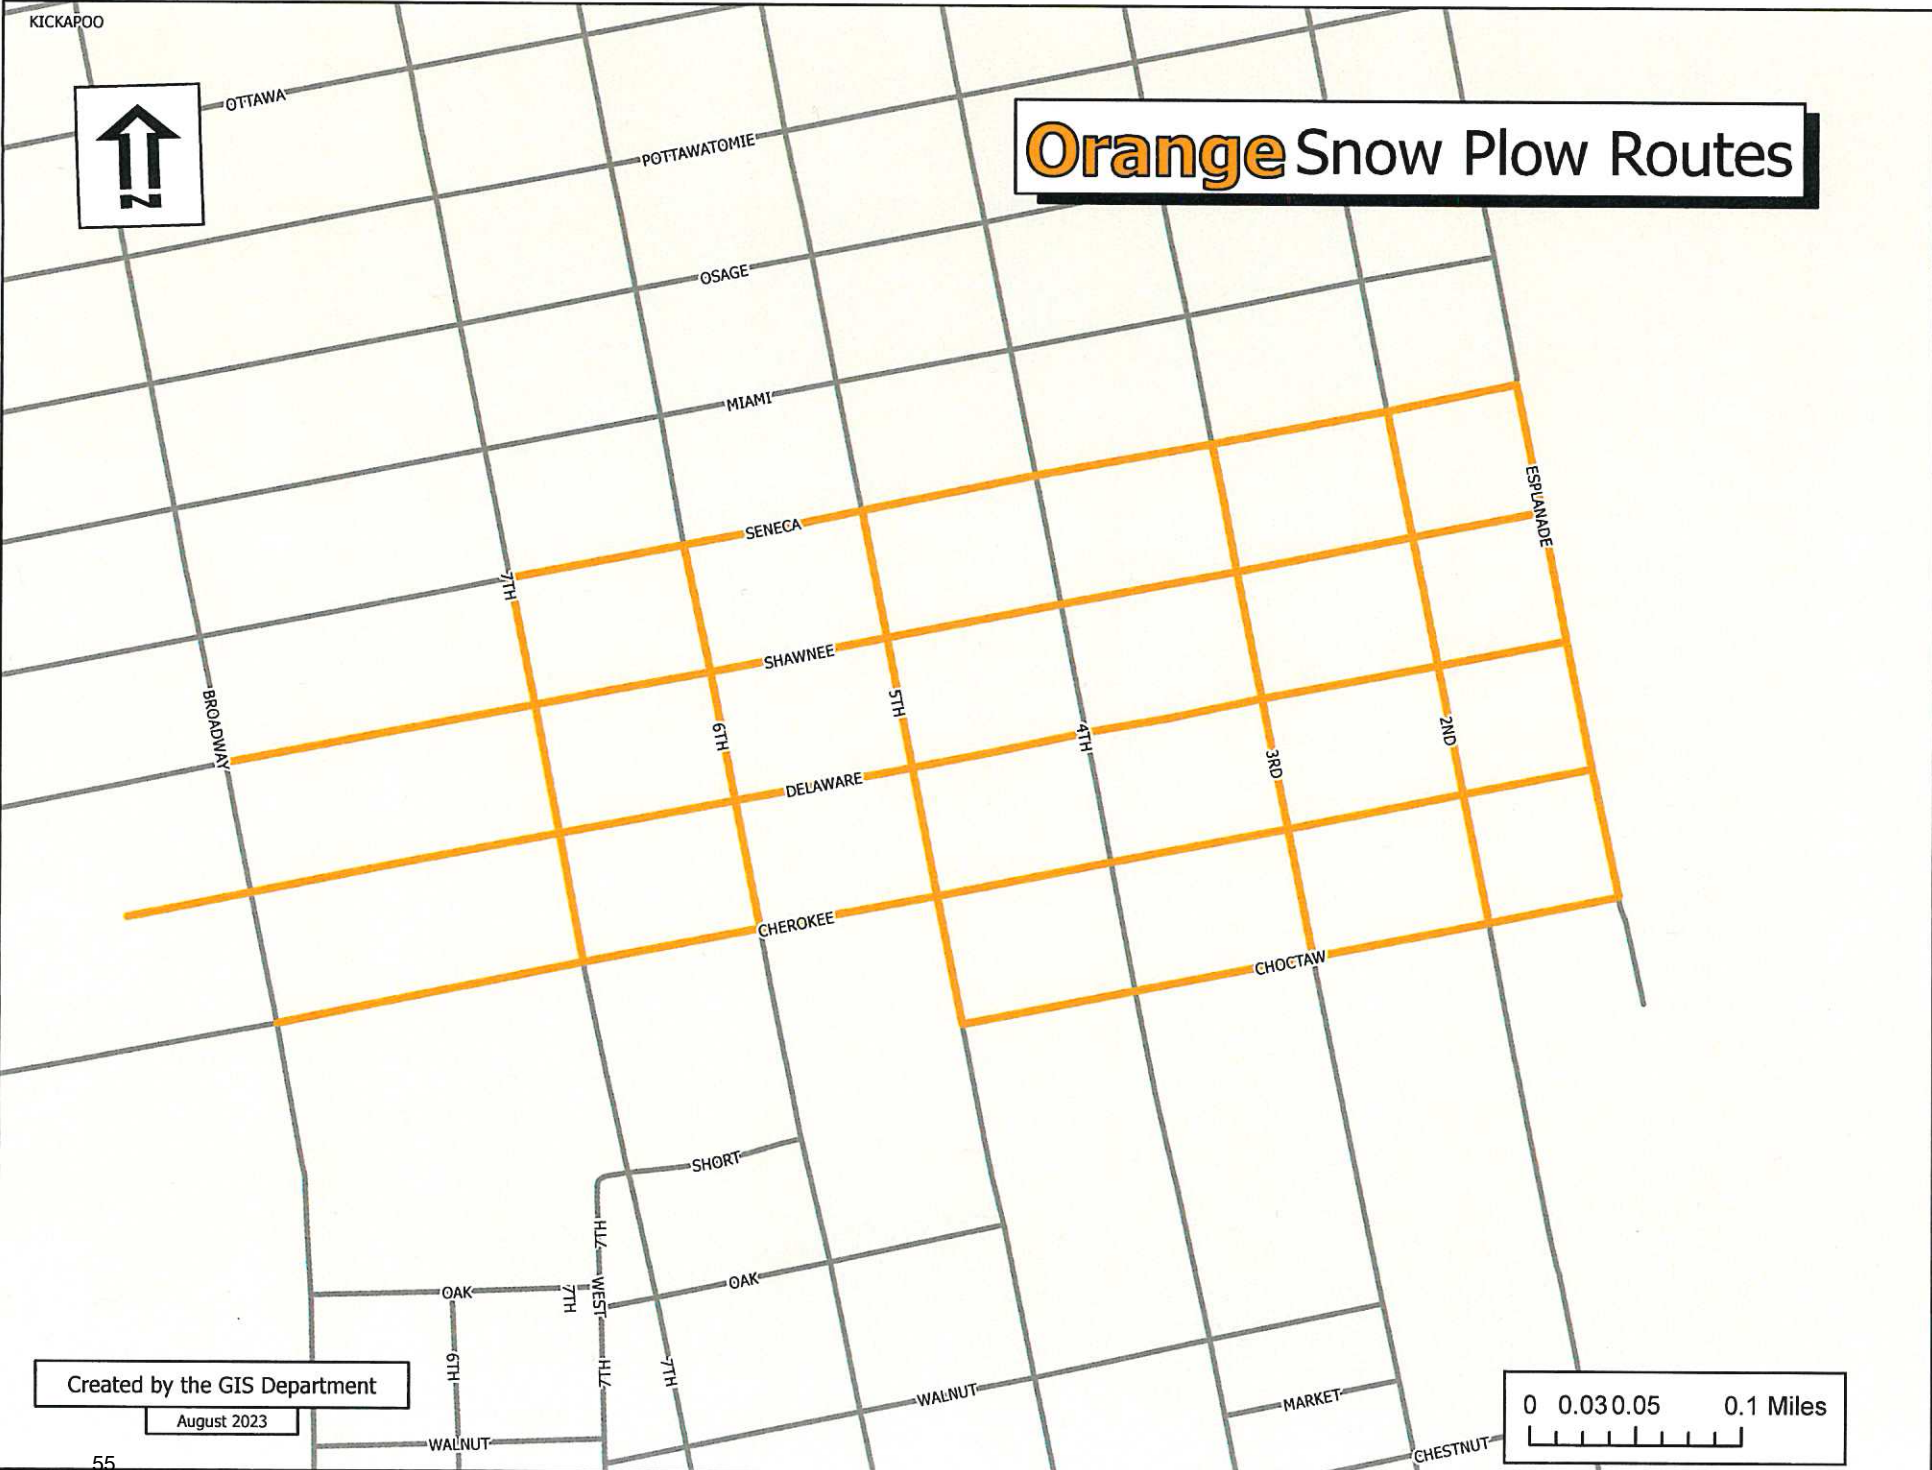 KICKAPOO
OTTAWA
N
POTTAWATOMIE
Orange Snow Plow Routes
OSAGE
MIAMI
SENECA
ESPLANADE
7TH
SHAWNEE
BROADWAY
5TH
6TH
4TH
2ND
3RD
DELAWARE
CHEROKEE
CHOCTAW
SHORT
7TH
WEST
OAK
OAK
7TH
6TH
7TH
7TH
WALNUT
MARKET
WALNUT
CHESTNUT
Created by the GIS Department
August 2023
0 0.03 0.05 0.1 Miles
55